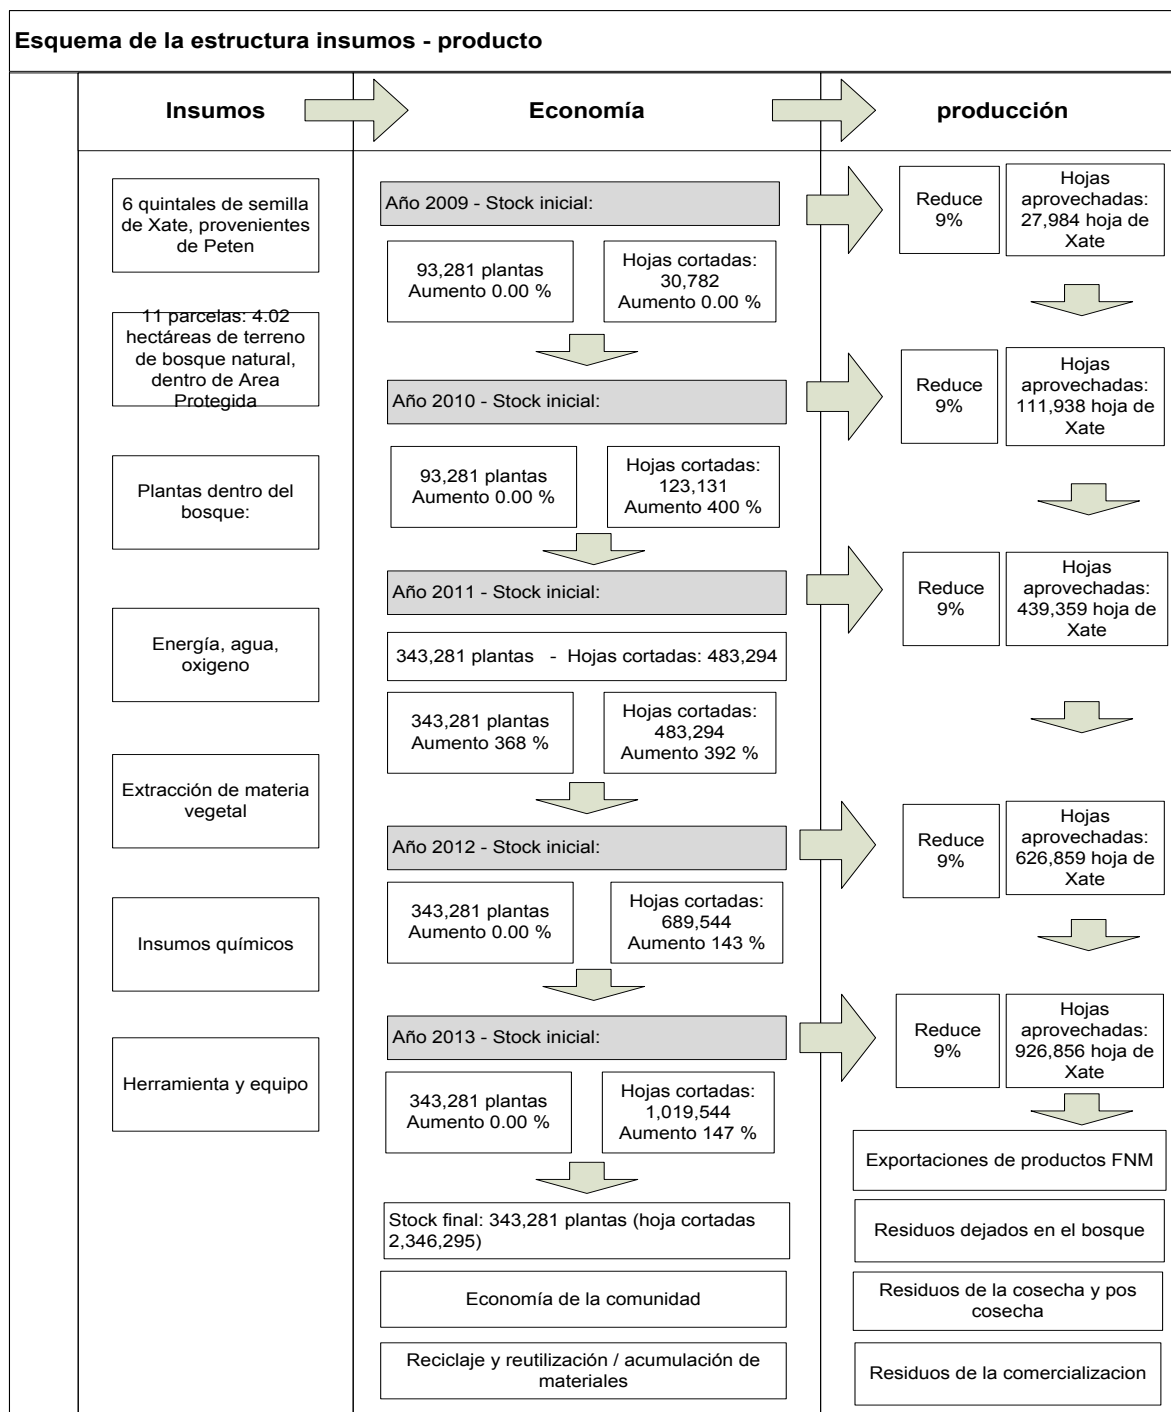 Esquema de la estructura insumos - producto
Insumos
Economía
producción
6 quintales de semilla
de Xate, provenientes
de Peten
11 parcelas: 4.02
hectáreas de terreno
de bosque natural,
dentro de Area
Protegida
Plantas dentro del
bosque:
Energía, agua,
oxigeno
Extracción de materia
vegetal
Insumos químicos
Herramienta y equipo
Año 2009 - Stock inicial:
93,281 plantas
Aumento 0.00 %
Hojas cortadas:
30,782
Aumento 0.00 %
Año 2010 - Stock inicial:
93,281 plantas
Aumento 0.00 %
Hojas cortadas:
123,131
Aumento 400 %
Año 2011 - Stock inicial:
343,281 plantas   - Hojas cortadas: 483,294
343,281 plantas
Aumento 368 %
Hojas cortadas:
483,294
Aumento 392 %
Año 2012 - Stock inicial:
343,281 plantas
Aumento 0.00 %
Hojas cortadas:
689,544
Aumento 143 %
Año 2013 - Stock inicial:
343,281 plantas
Aumento 0.00 %
Hojas cortadas:
1,019,544
Aumento 147 %
Stock final: 343,281 plantas (hoja cortadas
2,346,295)
Economía de la comunidad
Reciclaje y reutilización / acumulación de
materiales
Reduce
9%
Hojas
aprovechadas:
27,984 hoja de
Xate
Reduce
9%
Hojas
aprovechadas:
111,938 hoja de
Xate
Reduce
9%
Hojas
aprovechadas:
439,359 hoja de
Xate
Reduce
9%
Hojas
aprovechadas:
626,859 hoja de
Xate
Reduce
9%
Hojas
aprovechadas:
926,856 hoja de
Xate
Exportaciones de productos FNM
Residuos dejados en el bosque
Residuos de la cosecha y pos
cosecha
Residuos de la comercializacion